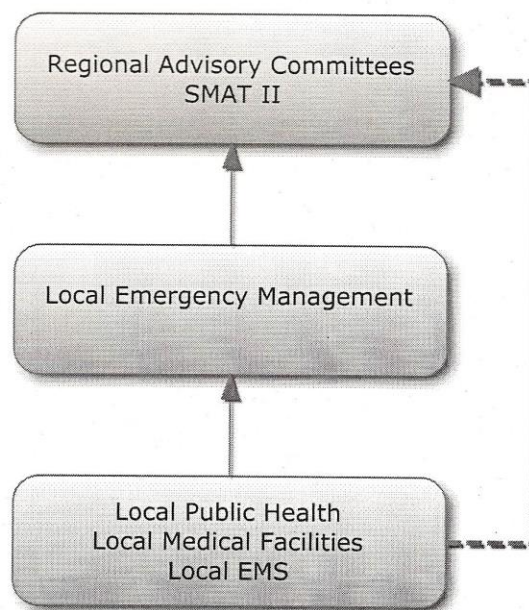 Regional Advisory Committees
SMAT II
Local Emergency Management
Local Public Health
Local Medical Facilities
Local EMS